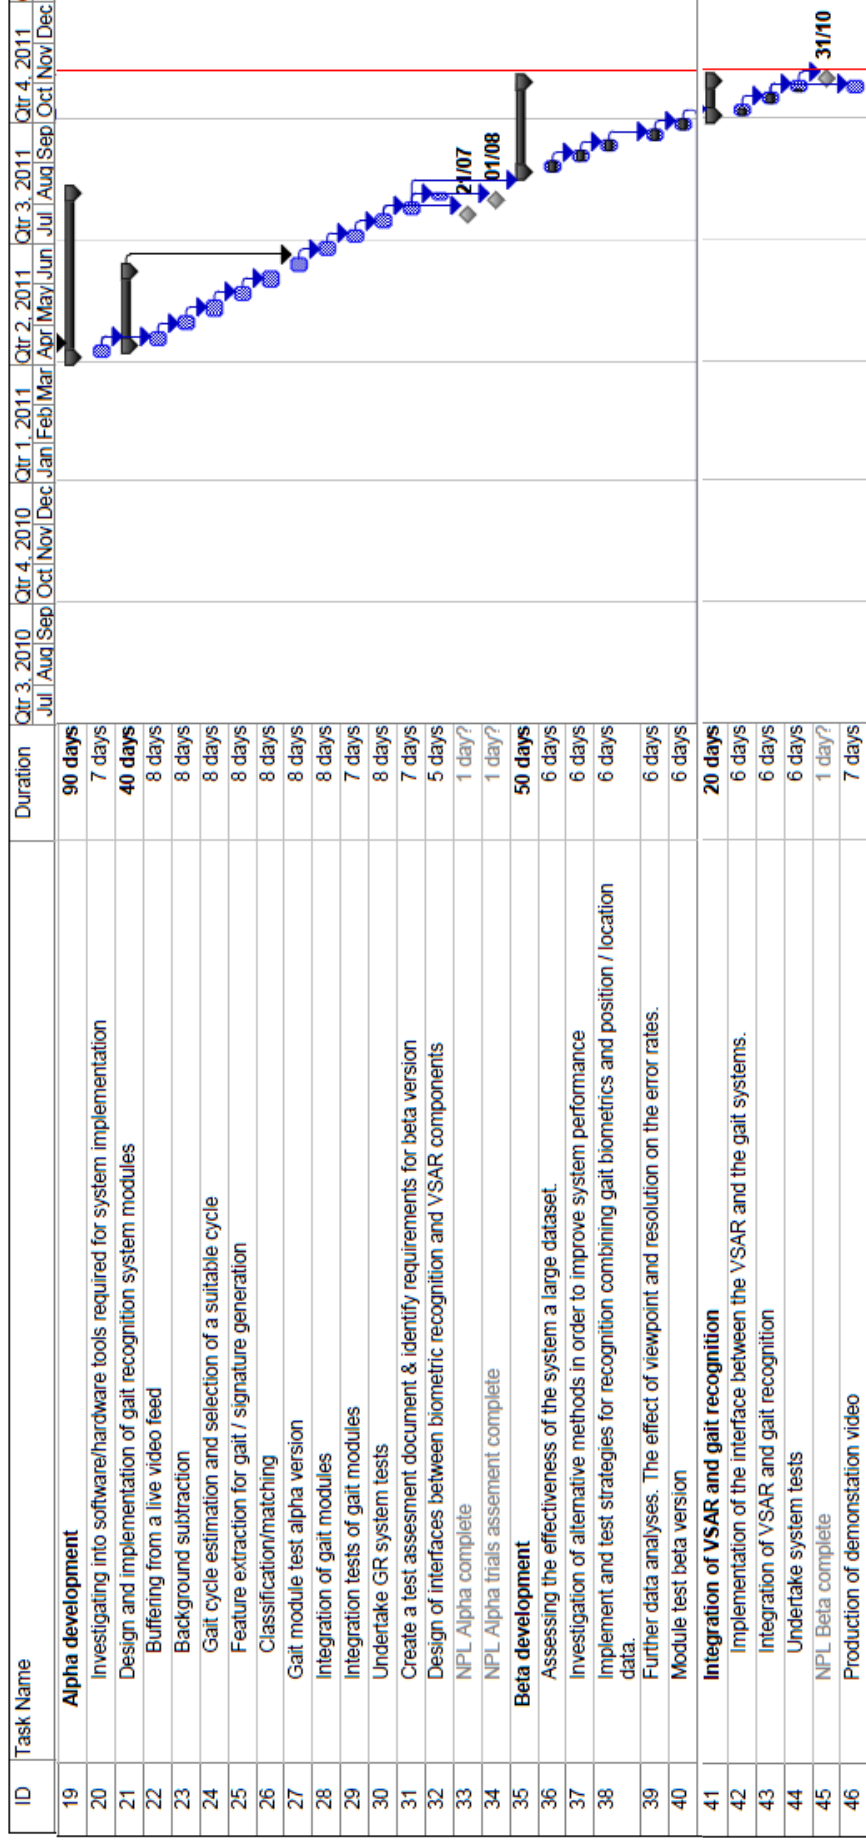 ID Task Name Duration Qtr 3, 2010 Qtr 4, 2010 Qtr 1, 2011 Qtr 2, 2011 Qtr 3, 2011 Qtr 4, 2011
Jul Aug Sep Oct Nov Dec Jan Feb Mar Apr May Jun Jul Aug Sep Oct Nov Dec
19 Alpha development 90 days
20 Investigating into software/hardware tools required for system implementation 7 days
21 Design and implementation of gait recognition system modules 40 days
22 Buffering from a live video feed 8 days
23 Background subtraction 8 days
24 Gait cycle estimation and selection of a suitable cycle 8 days
25 Feature extraction for gait / signature generation 8 days
26 Classification/matching 8 days
27 Gait module test alpha version 8 days
28 Integration of gait modules 8 days
29 Integration tests of gait modules 7 days
30 Undertake GR system tests 8 days
31 Create a test assesment document & identify requirements for beta version 7 days
32 Design of interfaces between biometric recognition and VSAR components 5 days
33 NPL Alpha complete 1 day? 21/07
34 NPL Alpha trials assement complete 1 day? 01/08
35 Beta development 50 days
36 Assessing the effectiveness of the system a large dataset. 6 days
37 Investigation of alternative methods in order to improve system performance 6 days
38 Implement and test strategies for recognition combining gait biometrics and position / location 6 days
data.
39 Further data analyses. The effect of viewpoint and resolution on the error rates. 6 days
40 Module test beta version 6 days
41 Integration of VSAR and gait recognition 20 days
42 Implementation of the interface between the VSAR and the gait systems. 6 days
43 Integration of VSAR and gait recognition 6 days
44 Undertake system tests 6 days
45 NPL Beta complete 1 day? 31/10
46 Production of demonstation video 7 days